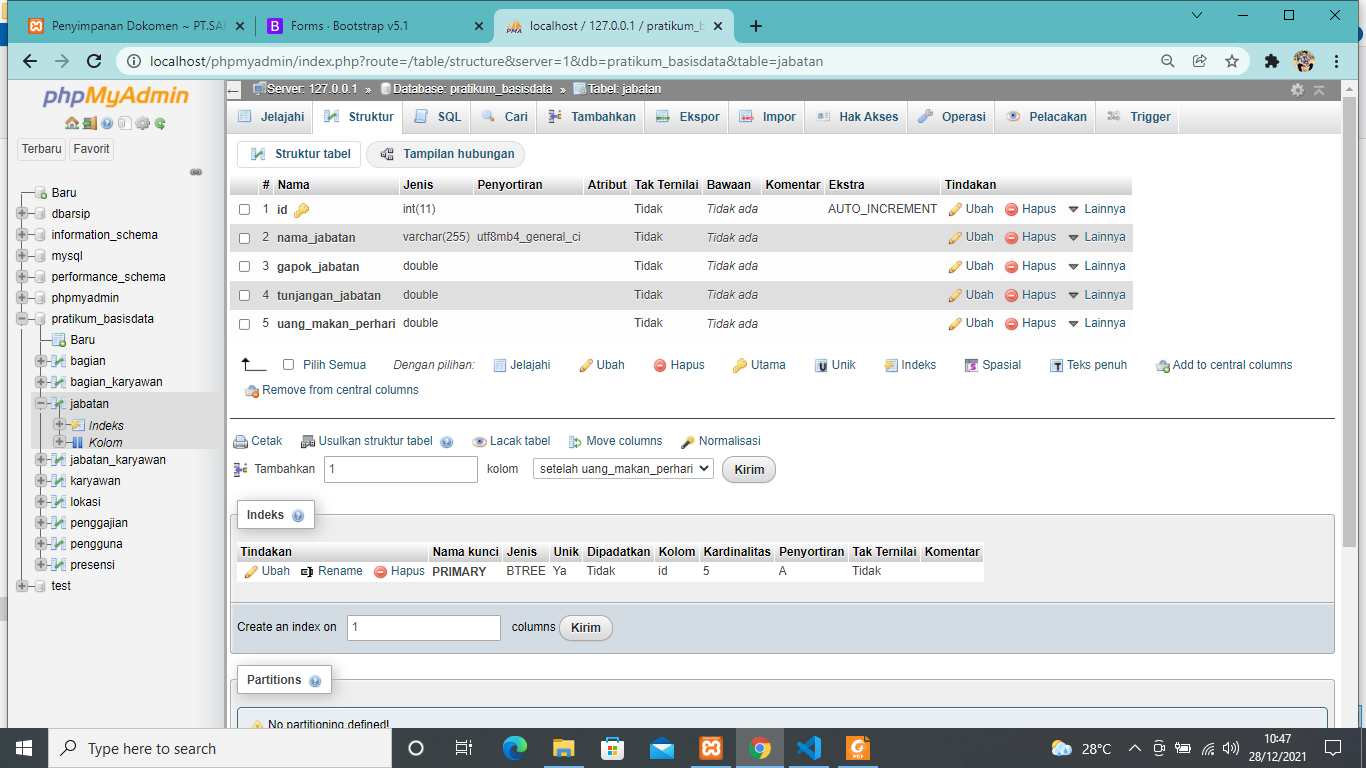 Penyimpanan Dokomen ~ PT.SAF
Forms · Bootstrap v5.1
localhost / 127.0.0.1 / pratikum_b
localhost/phpmyadmin/index.php?route=/table/structure&server=1&db=pratikum_basisdata&table=jabatan
phpMyAdmin
Terbaru Favorit
Baru
dbarsip
information_schema
mysql
performance_schema
phpmyadmin
pratikum_basisdata
Baru
bagian
bagian_karyawan
jabatan
Indeks
Kolom
jabatan_karyawan
karyawan
lokasi
penggajian
pengguna
presensi
test
Server: 127.0.0.1 » Database: pratikum_basisdata » Tabel: jabatan
Jelajahi Struktur SQL Cari Tambahkan Ekspor Impor Hak Akses Operasi Pelacakan Trigger
Struktur tabel Tampilan hubungan
# Nama Jenis Penyortiran Atribut Tak Ternilai Bawaan Komentar Ekstra Tindakan
1 id int(11) Tidak Tidak ada AUTO_INCREMENT Ubah Hapus Lainnya
2 nama_jabatan varchar(255) utf8mb4_general_ci Tidak Tidak ada Ubah Hapus Lainnya
3 gapok_jabatan double Tidak Tidak ada Ubah Hapus Lainnya
4 tunjangan_jabatan double Tidak Tidak ada Ubah Hapus Lainnya
5 uang_makan_perhari double Tidak Tidak ada Ubah Hapus Lainnya
Pilih Semua Dengan pilihan: Jelajahi Ubah Hapus Utama Unik Indeks Spasial Teks penuh Add to central columns
Remove from central columns
Cetak Usulkan struktur tabel Lacak tabel Move columns Normalisasi
Tambahkan 1 kolom setelah uang_makan_perhari Kirim
Indeks
Tindakan Nama kunci Jenis Unik Dipadatkan Kolom Kardinalitas Penyortiran Tak Ternilai Komentar
Ubah Rename Hapus PRIMARY BTREE Ya Tidak id 5 A Tidak
Create an index on 1 columns Kirim
Partitions
No partitioning defined!
Type here to search
28°C
10:47
28/12/2021